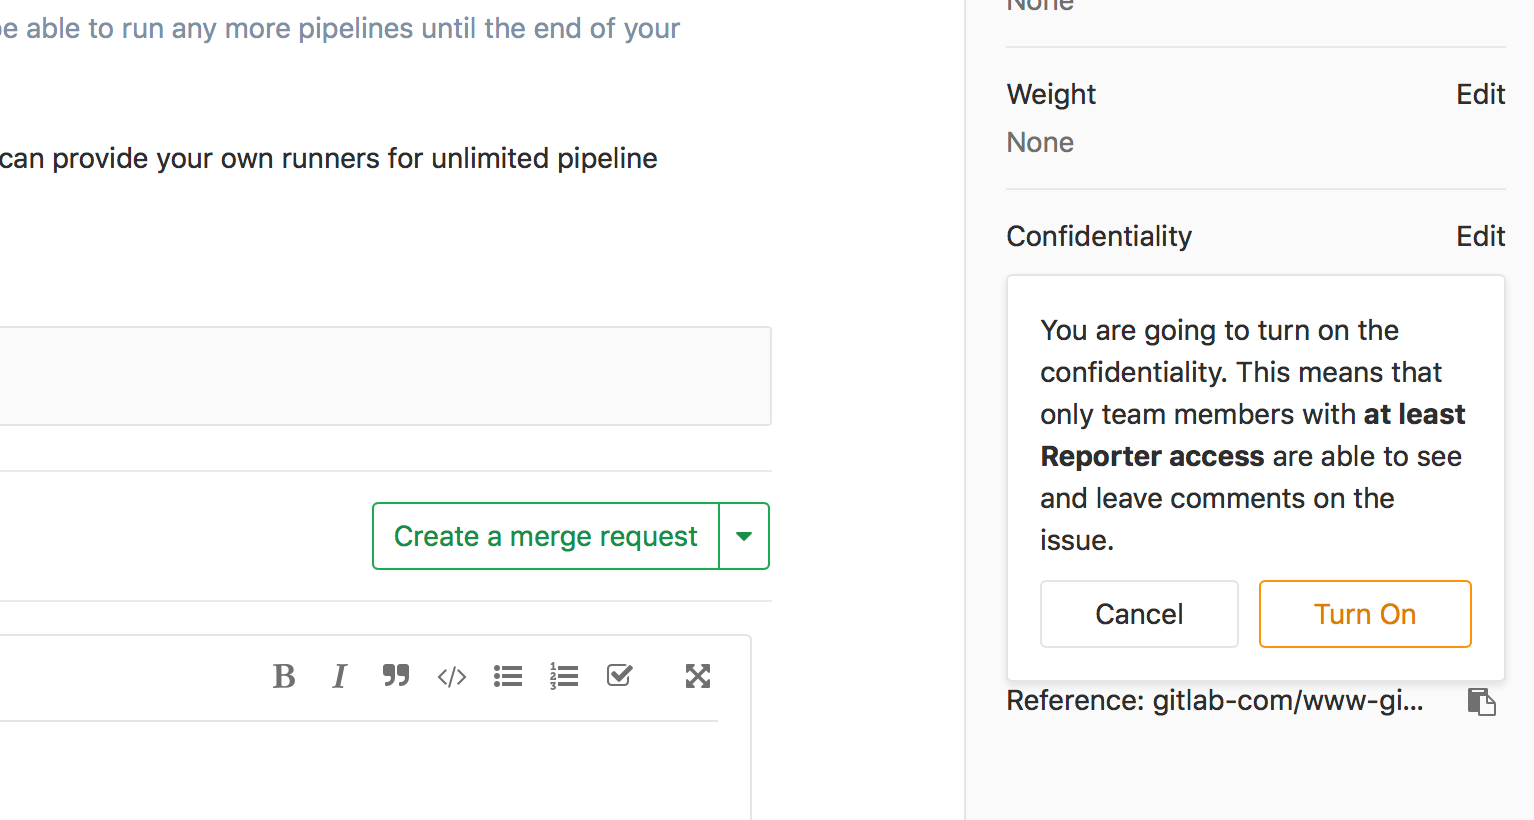 be able to run any more pipelines until the end of your
can provide your own runners for unlimited pipeline
Create a merge request
B I
None
Weight Edit
None
Confidentiality Edit
You are going to turn on the
confidentiality. This means that
only team members with at least
Reporter access are able to see
and leave comments on the
issue.
Cancel Turn On
Reference: gitlab-com/www-gi...